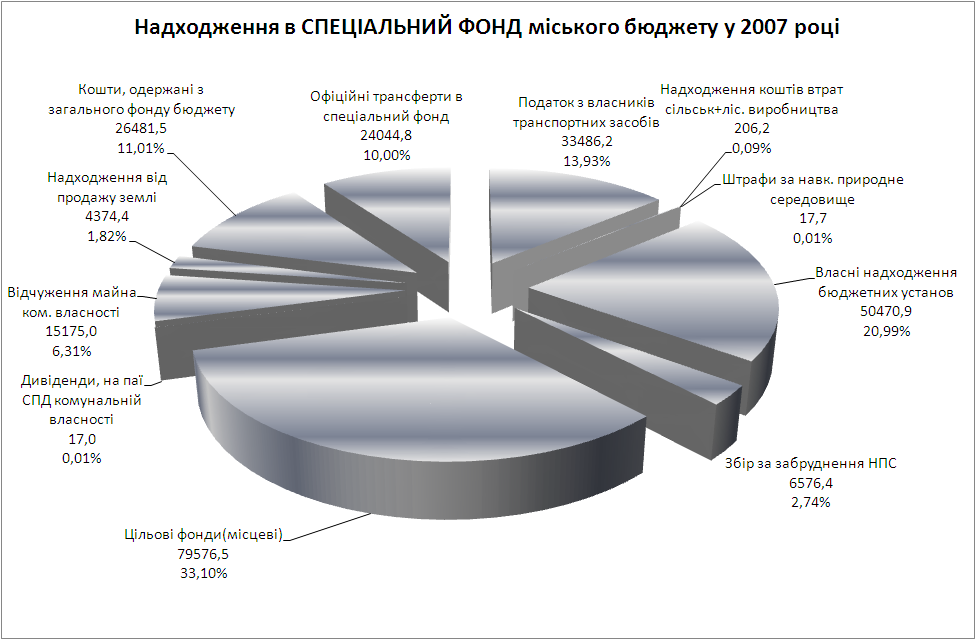 Надходження в СПЕЦІАЛЬНИЙ ФОНД міського бюджету у 2007 році
Кошти, одержані з
загального фонду бюджету
26481,5
11,01%
Офіційні трансферти в
спеціальний фонд
24044,8
10,00%
Податок з власників
транспортних засобів
33486,2
13,93%
Надходження коштів втрат
сільськ+ліс. виробництва
206,2
0,09%
Штрафи за навк. природне
середовище
17,7
0,01%
Власні надходження
бюджетних установ
50470,9
20,99%
Збір за забруднення НПС
6576,4
2,74%
Цільові фонди(місцеві)
79576,5
33,10%
Дивіденди, на паї
СПД комунальній
власності
17,0
0,01%
Відчуження майна
ком. власності
15175,0
6,31%
Надходження від
продажу землі
4374,4
1,82%